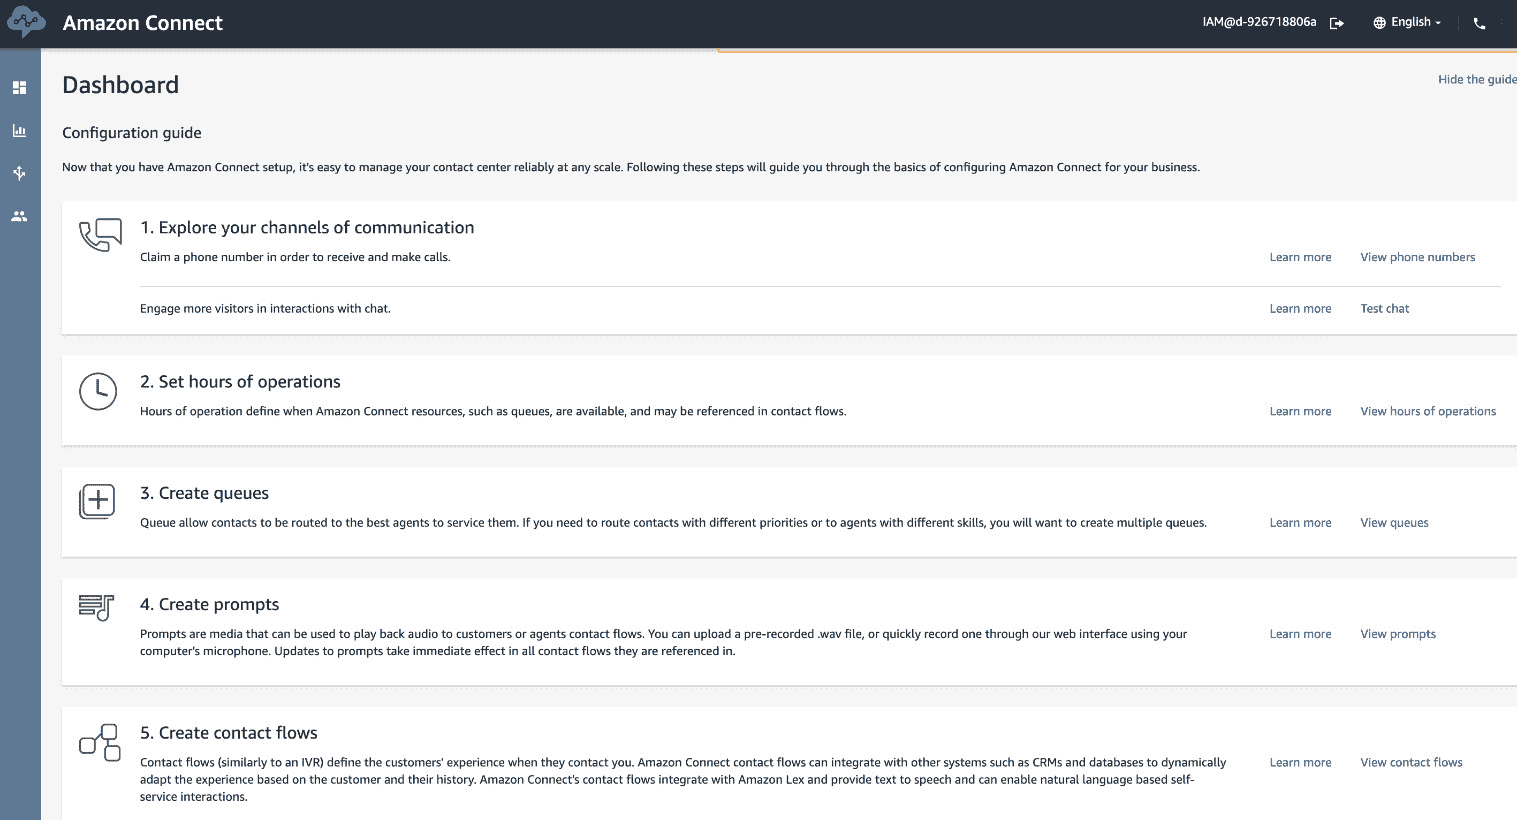 Amazon Connect
IAM@d-926718806a
English
Dashboard
Hide the guide
Configuration guide
Now that you have Amazon Connect setup, it's easy to manage your contact center reliably at any scale. Following these steps will guide you through the basics of configuring Amazon Connect for your business.
1. Explore your channels of communication
Claim a phone number in order to receive and make calls.
Learn more
View phone numbers
Engage more visitors in interactions with chat.
Learn more
Test chat
2. Set hours of operations
Hours of operation define when Amazon Connect resources, such as queues, are available, and may be referenced in contact flows.
Learn more
View hours of operations
3. Create queues
Queue allow contacts to be routed to the best agents to service them. If you need to route contacts with different priorities or to agents with different skills, you will want to create multiple queues.
Learn more
View queues
4. Create prompts
Prompts are media that can be used to play back audio to customers or agents contact flows. You can upload a pre-recorded .wav file, or quickly record one through our web interface using your
computer's microphone. Updates to prompts take immediate effect in all contact flows they are referenced in.
Learn more
View prompts
5. Create contact flows
Contact flows (similarly to an IVR) define the customers' experience when they contact you. Amazon Connect contact flows can integrate with other systems such as CRMs and databases to dynamically
adapt the experience based on the customer and their history. Amazon Connect's contact flows integrate with Amazon Lex and provide text to speech and can enable natural language based self-
service interactions.
Learn more
View contact flows